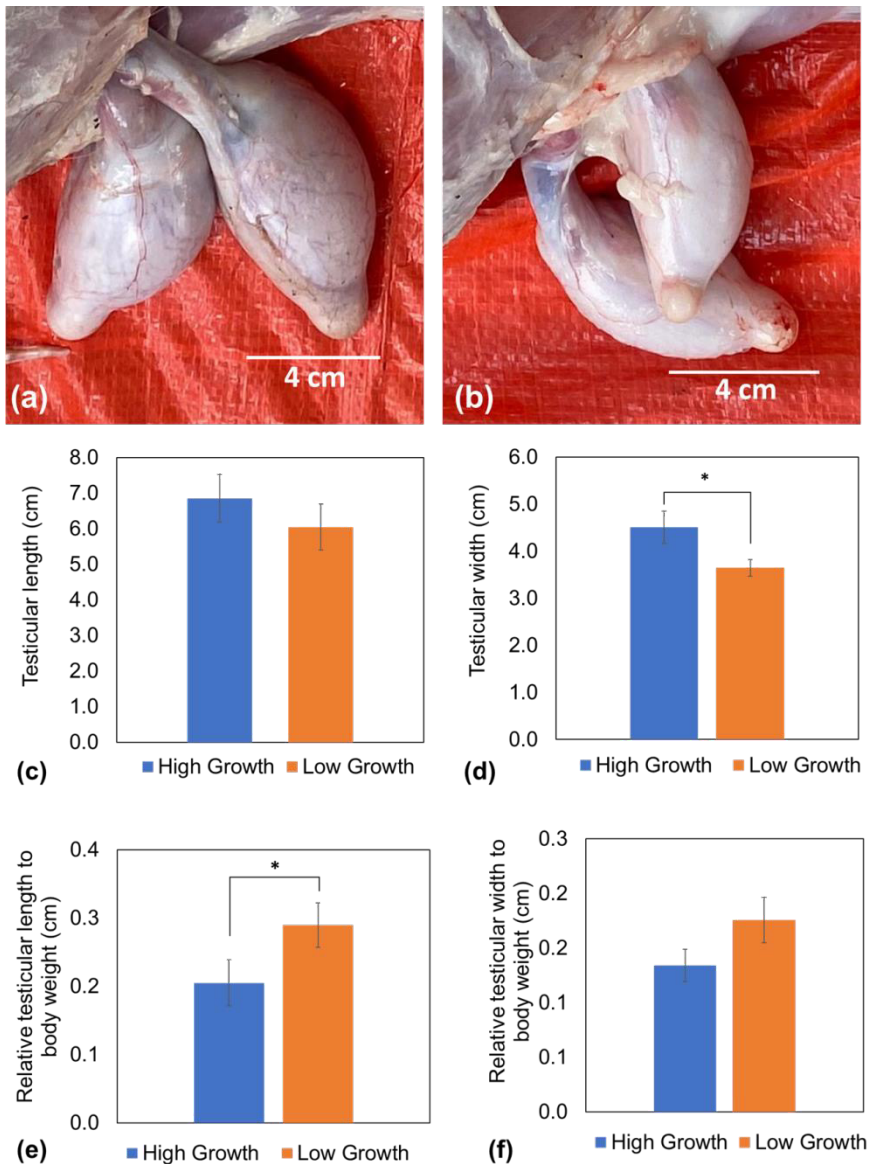 4 cm
(a)
4 cm
(b)
Testicular length (cm)
8.0
7.0
6.0
5.0
4.0
3.0
2.0
1.0
0.0
(c)
High Growth Low Growth
Testicular width (cm)
6.0
5.0
4.0
3.0
2.0
1.0
0.0
*
(d)
High Growth Low Growth
Relative testicular length to
body weight (cm)
0.4
0.3
0.2
0.1
0.0
*
(e)
High Growth Low Growth
Relative testicular width to
body weight (cm)
0.3
0.2
0.2
0.1
0.1
0.0
(f)
High Growth Low Growth